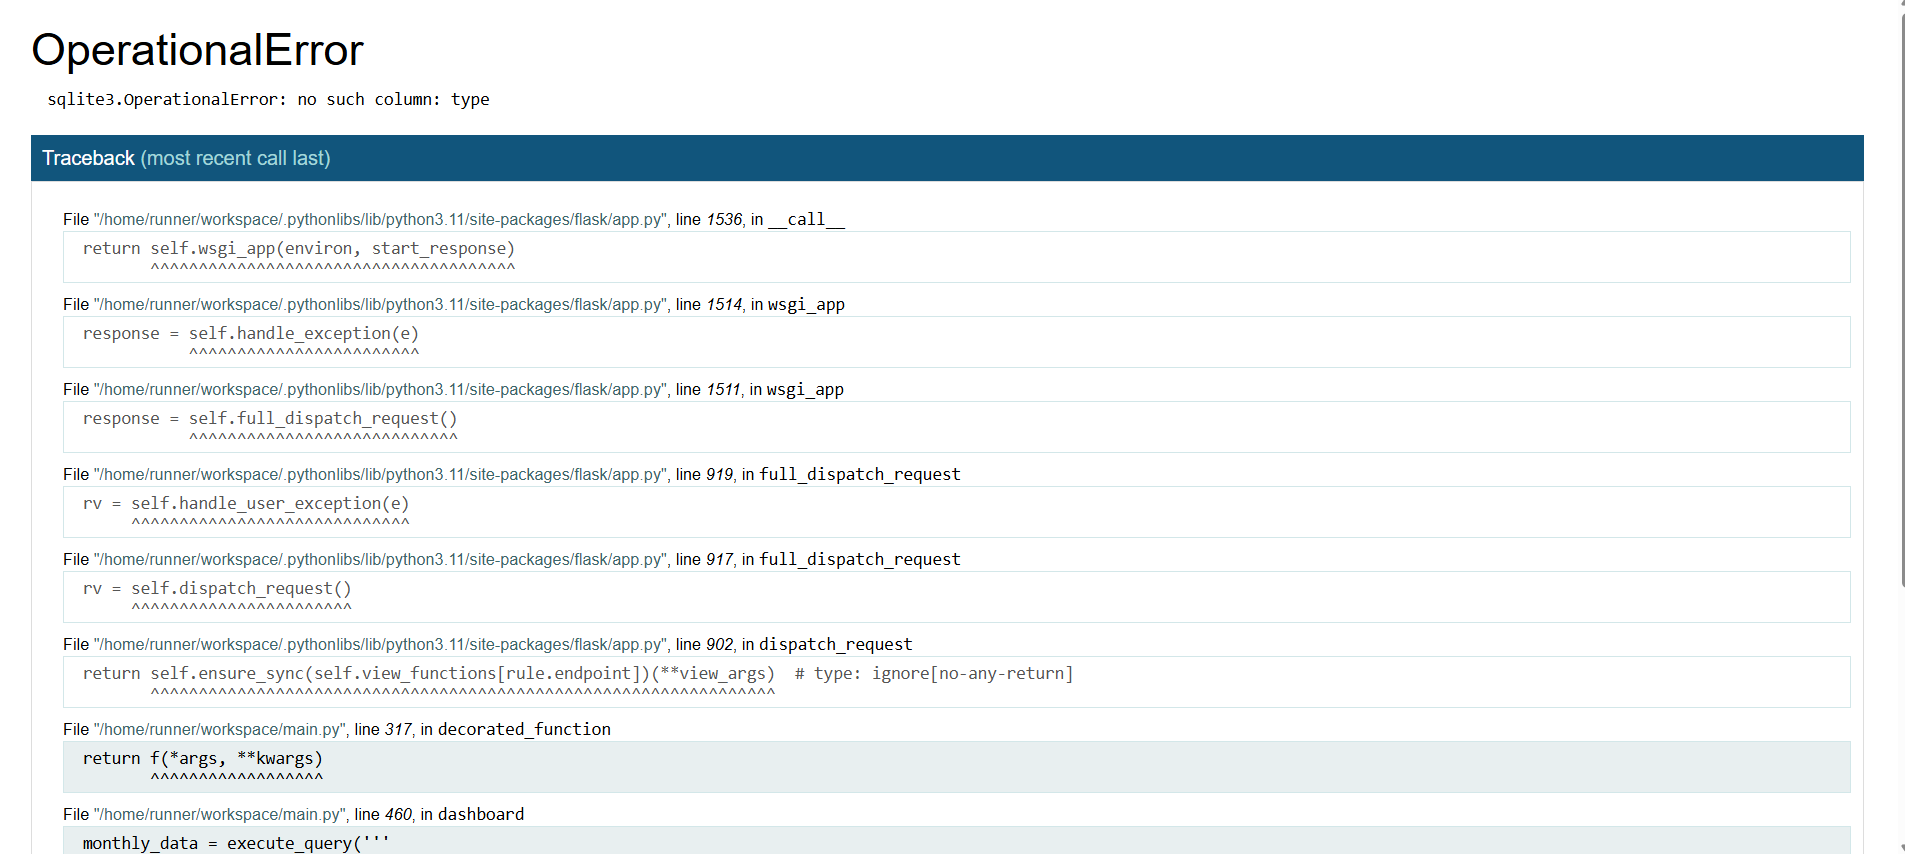 OperationalError
sqlite3.OperationalError: no such column: type
Traceback (most recent call last)
File "/home/runner/workspace/.pythonlibs/lib/python3.11/site-packages/flask/app.py", line 1536, in __call__
return self.wsgi_app(environ, start_response)
^^^^^^^^^^^^^^^^^^^^^^^^^^^^^^^^^^^^^^
File "/home/runner/workspace/.pythonlibs/lib/python3.11/site-packages/flask/app.py", line 1514, in wsgi_app
response = self.handle_exception(e)
^^^^^^^^^^^^^^^^^^^^^^^^
File "/home/runner/workspace/.pythonlibs/lib/python3.11/site-packages/flask/app.py", line 1511, in wsgi_app
response = self.full_dispatch_request()
^^^^^^^^^^^^^^^^^^^^^^^^^^^^
File "/home/runner/workspace/.pythonlibs/lib/python3.11/site-packages/flask/app.py", line 919, in full_dispatch_request
rv = self.handle_user_exception(e)
^^^^^^^^^^^^^^^^^^^^^^^^^^^^^
File "/home/runner/workspace/.pythonlibs/lib/python3.11/site-packages/flask/app.py", line 917, in full_dispatch_request
rv = self.dispatch_request()
^^^^^^^^^^^^^^^^^^^^^^^
File "/home/runner/workspace/.pythonlibs/lib/python3.11/site-packages/flask/app.py", line 902, in dispatch_request
return self.ensure_sync(self.view_functions[rule.endpoint])(**view_args)  # type: ignore[no-any-return]
^^^^^^^^^^^^^^^^^^^^^^^^^^^^^^^^^^^^^^^^^^^^^^^^^^^^^^^^^^^^^^^^^
File "/home/runner/workspace/main.py", line 317, in decorated_function
return f(*args, **kwargs)
^^^^^^^^^^^^^^^^^^
File "/home/runner/workspace/main.py", line 460, in dashboard
monthly_data = execute_query('''